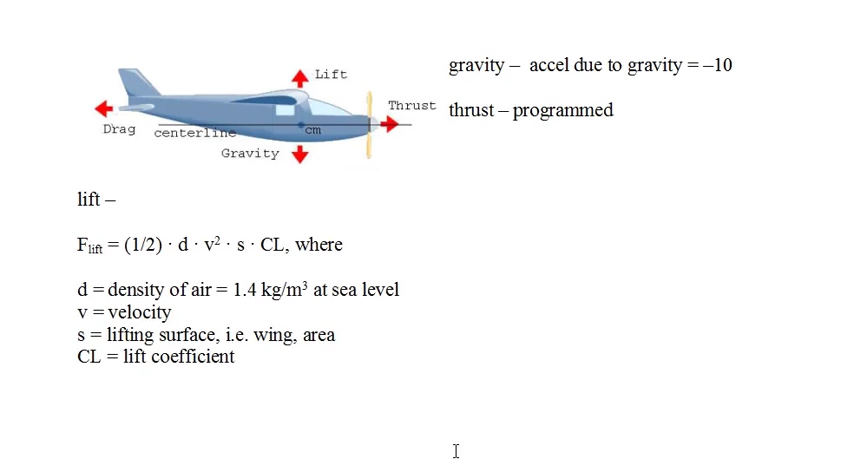 Lift
Thrust
Drag
centerline
cm
Gravity
gravity – accel due to gravity = –10
thrust – programmed
lift –
Flift = (1/2) · d · v² · s · CL, where
d = density of air = 1.4 kg/m³ at sea level
v = velocity
s = lifting surface, i.e. wing, area
CL = lift coefficient